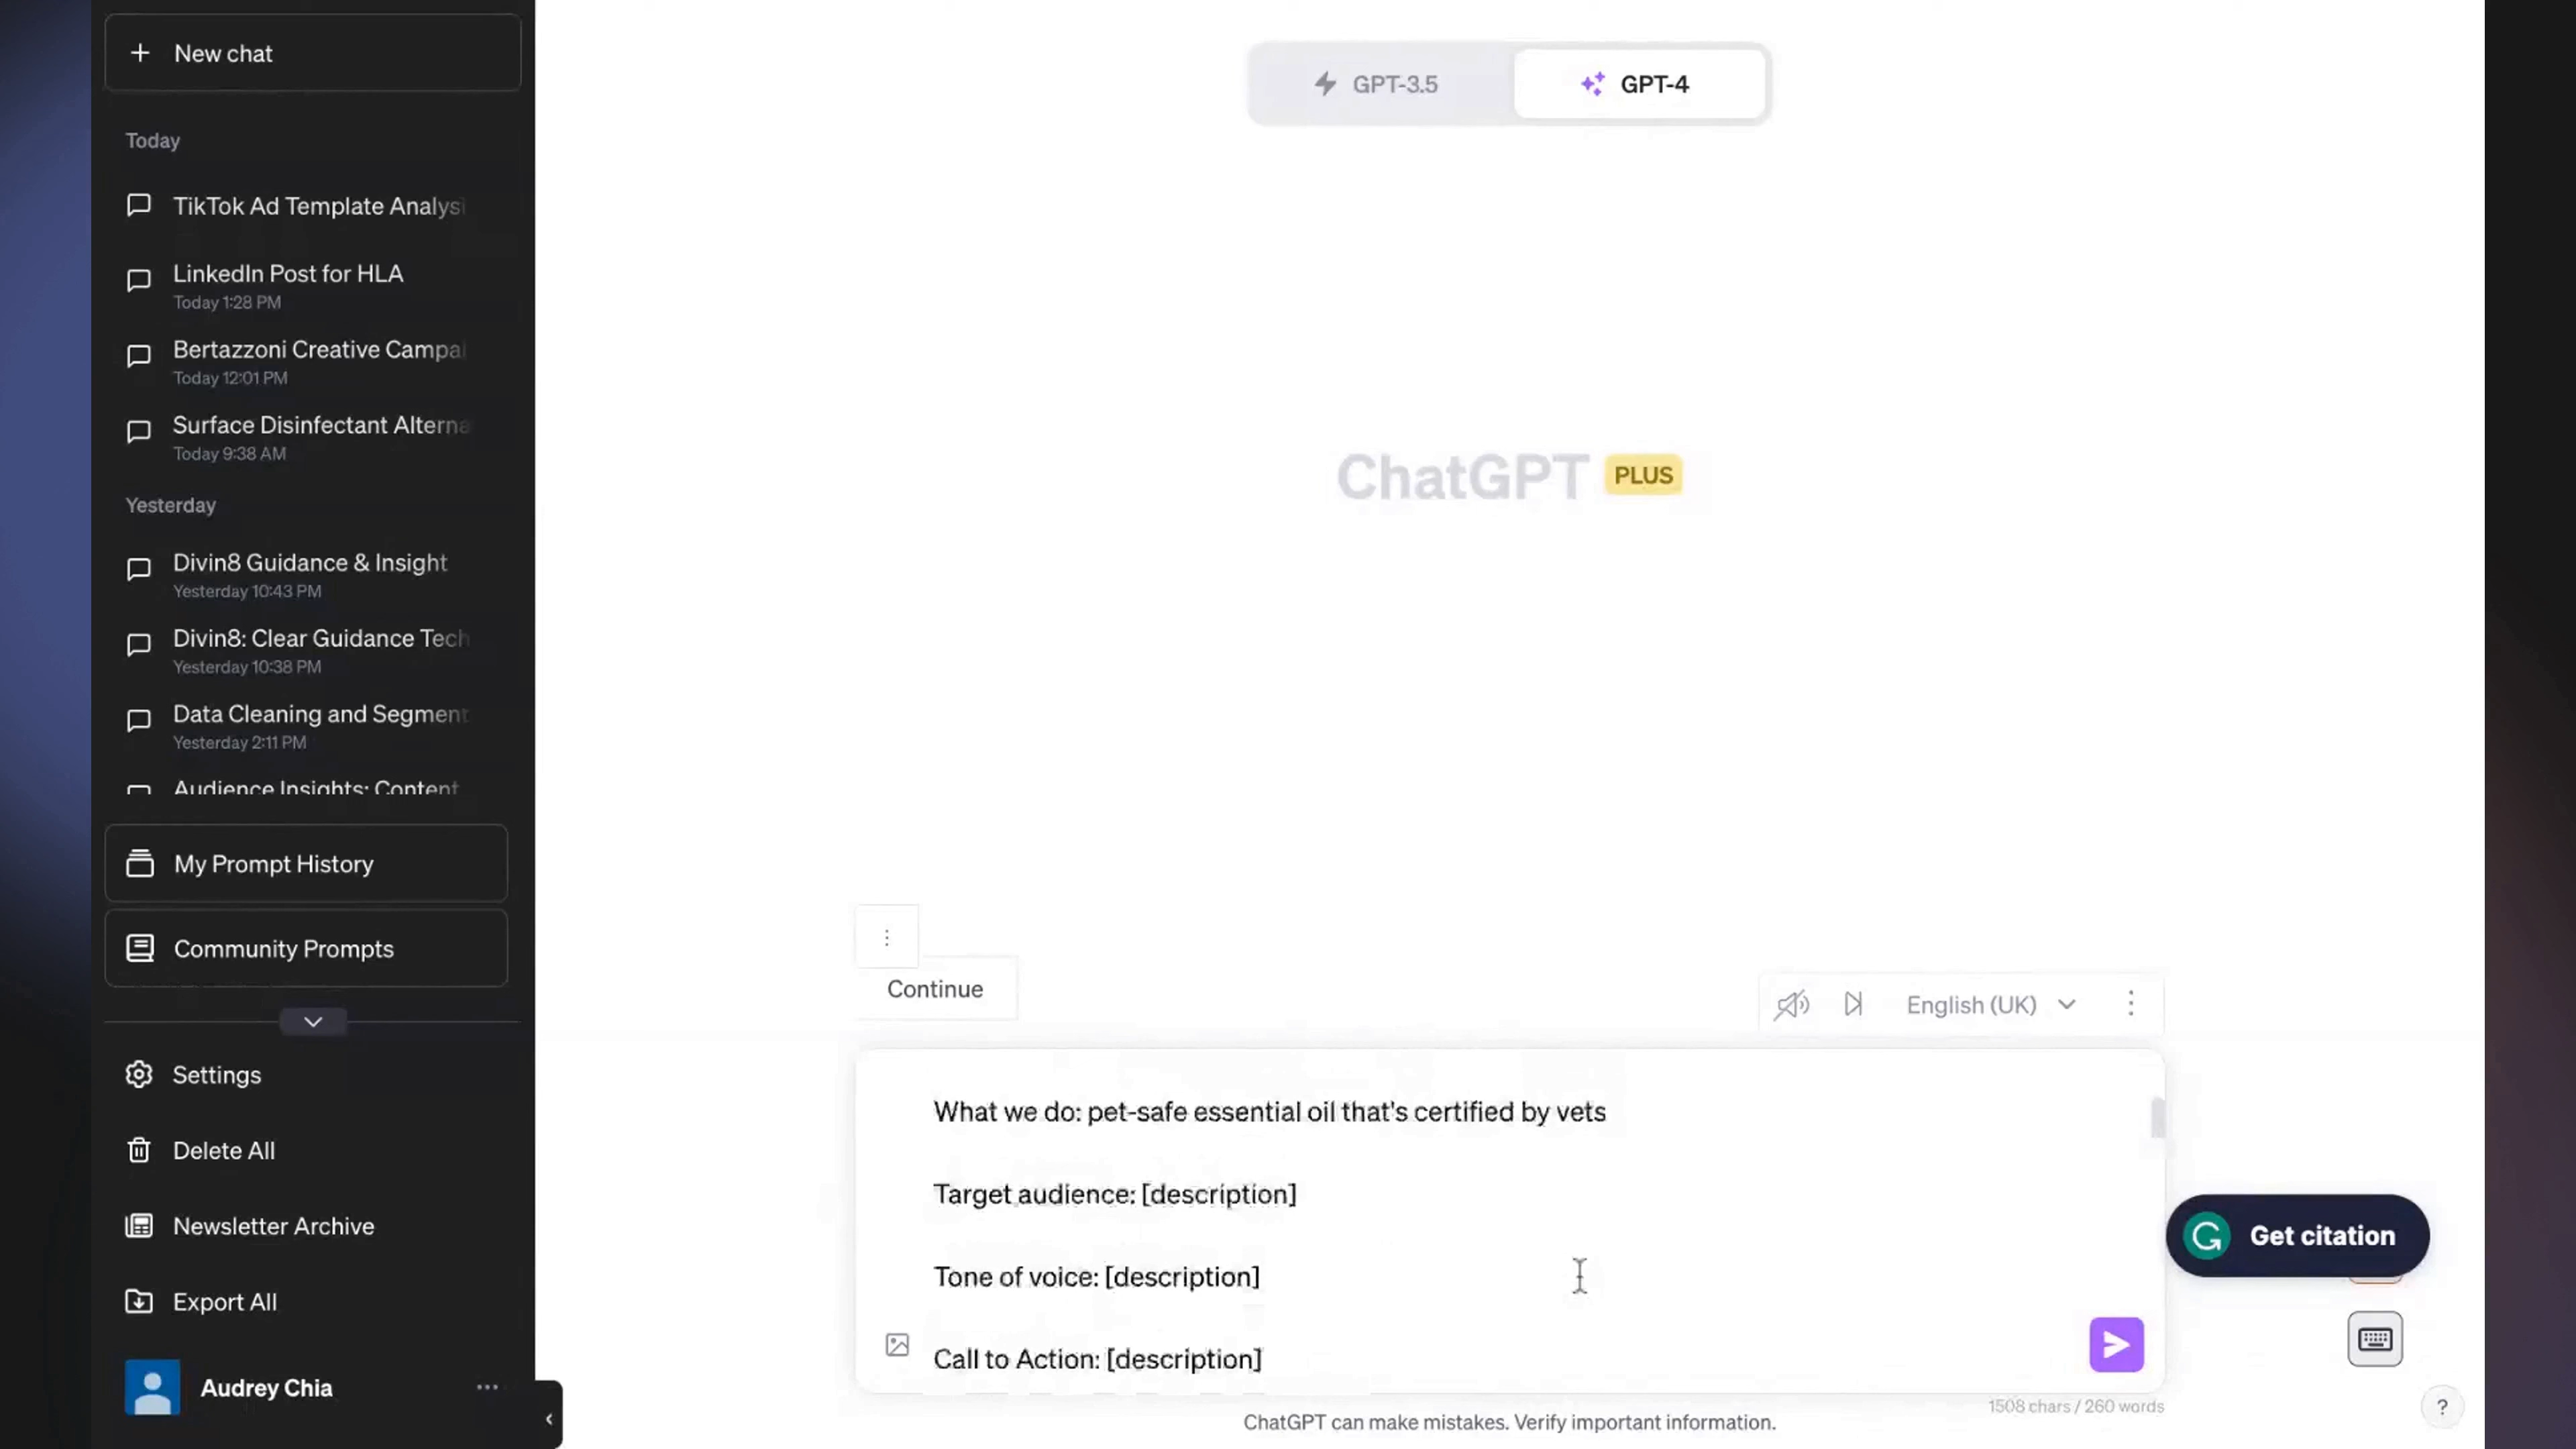 New chat
Today
TikTok Ad Template Analysi
LinkedIn Post for HLA
Today 1:28 PM
Bertazzoni Creative Campai
Today 12:01 PM
Surface Disinfectant Alterna
Today 9:38 AM
Yesterday
Divin8 Guidance & Insight
Yesterday 10:43 PM
Divin8: Clear Guidance Tech
Yesterday 10:38 PM
Data Cleaning and Segment
Yesterday 2:11 PM
Audience Insights: Content
My Prompt History
Community Prompts
Settings
Delete All
Newsletter Archive
Export All
Audrey Chia
GPT-3.5
GPT-4
ChatGPT PLUS
Continue
English (UK)
What we do: pet-safe essential oil that's certified by vets
Target audience: [description]
Tone of voice: [description]
Call to Action: [description]
Get citation
1508 chars / 260 words
ChatGPT can make mistakes. Verify important information.
?